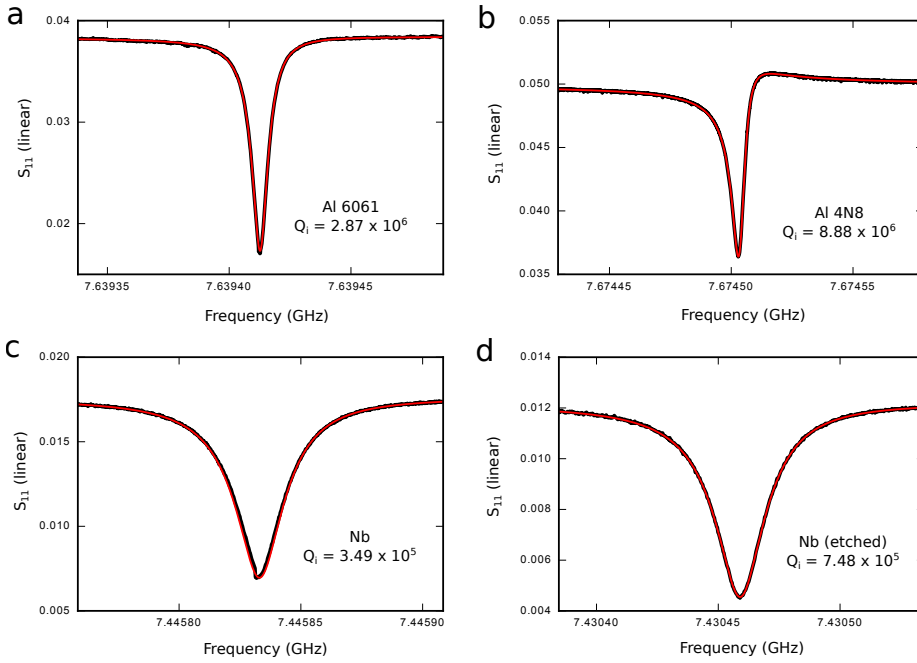 a
0.04
0.03
0.02
S11 (linear)
Al 6061
Qi = 2.87 x 10^6
7.63935
7.63940
7.63945
Frequency (GHz)
b
0.055
0.050
0.045
0.040
0.035
S11 (linear)
Al 4N8
Qi = 8.88 x 10^6
7.67445
7.67450
7.67455
Frequency (GHz)
c
0.020
0.015
0.010
0.005
S11 (linear)
Nb
Qi = 3.49 x 10^5
7.44580
7.44585
7.44590
Frequency (GHz)
d
0.014
0.012
0.010
0.008
0.006
0.004
S11 (linear)
Nb (etched)
Qi = 7.48 x 10^5
7.43040
7.43045
7.43050
Frequency (GHz)